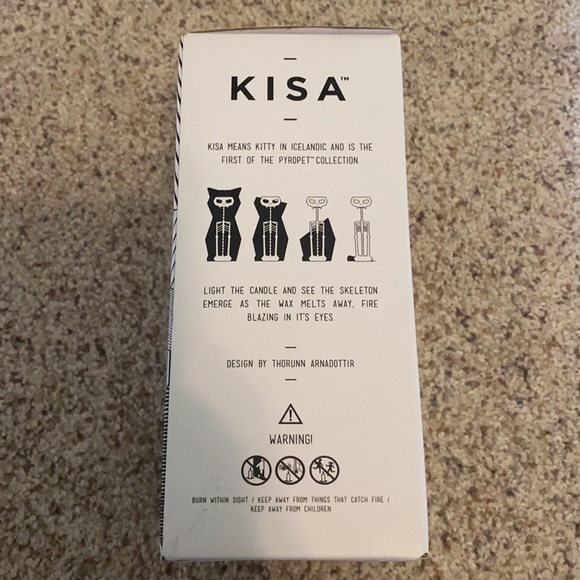 KISA™
KISA MEANS KITTY IN ICELANDIC AND IS THE
FIRST OF THE PYROPET™ COLLECTION
LIGHT THE CANDLE AND SEE THE SKELETON
EMERGE AS THE WAX MELTS AWAY, FIRE
BLAZING IN IT'S EYES.
DESIGN BY THORUNN ARNADOTTIR
WARNING!
BURN WITHIN SIGHT / KEEP AWAY FROM THINGS THAT CATCH FIRE /
KEEP AWAY FROM CHILDREN